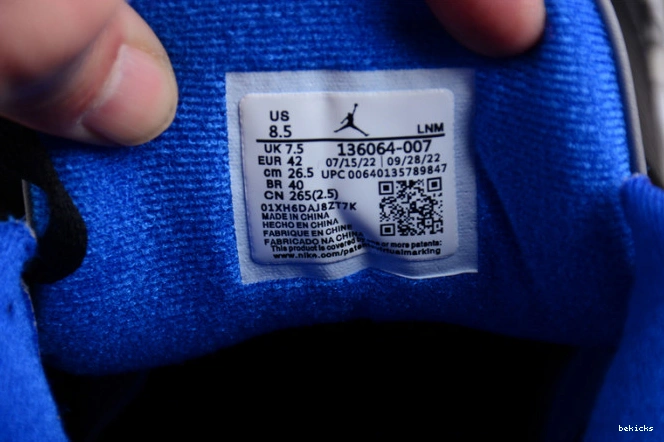 US
8.5
LNM
UK 7.5 136064-007
EUR 42 07/15/22 | 09/28/22
cm 26.5 UPC 00640135789847
BR 40
CN 265(2.5)
01XH6DAJ8ZT7K
MADE IN CHINA
HECHO EN CHINA
FABRIQUE EN CHINE
FABRICADO NA CHINA
This product is covered by one or more patents:
www.nike.com/patents virtualmarking
bekicks